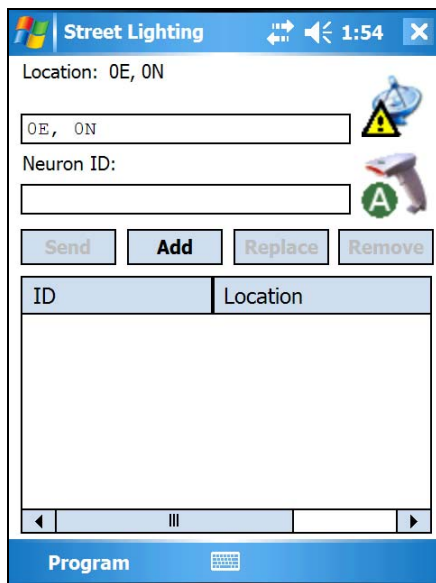 Street Lighting 1:54
Location: 0E, 0N
0E, 0N
Neuron ID:
A
Send Add Replace Remove
ID Location
Program